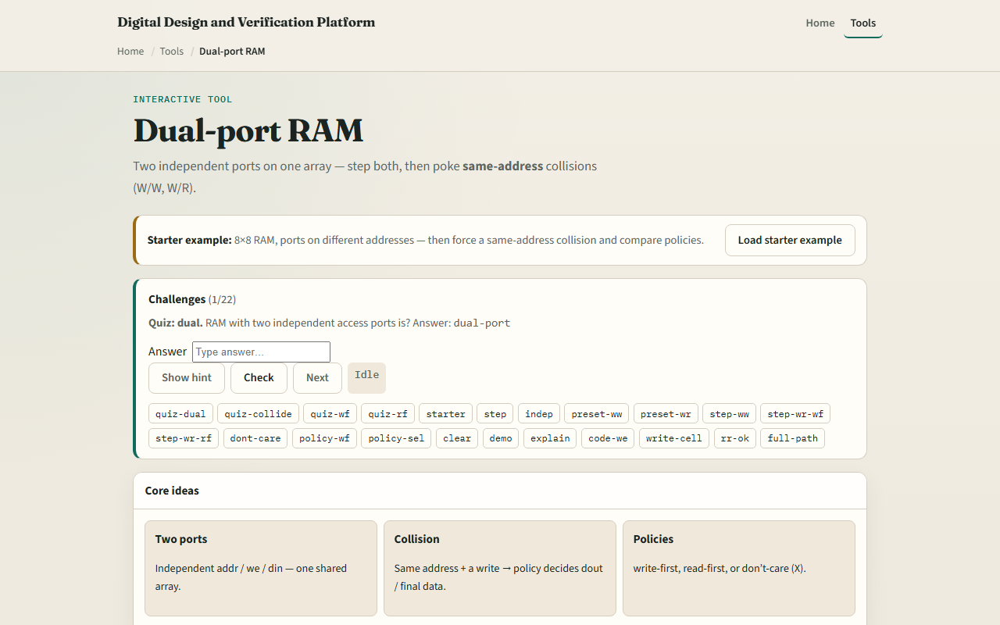 Digital Design and Verification Platform
Home Tools
Home / Tools / Dual-port RAM
INTERACTIVE TOOL
Dual-port RAM
Two independent ports on one array — step both, then poke same-address collisions
(W/W, W/R).
Starter example: 8×8 RAM, ports on different addresses — then force a same-address collision and compare policies.
Load starter example
Challenges (1/22)
Quiz: dual. RAM with two independent access ports is? Answer: dual-port
Answer Type answer...
Show hint Check Next Idle
quiz-dual quiz-collide quiz-wf quiz-rf starter step indep preset-ww preset-wr step-ww step-wr-wf
step-wr-rf dont-care policy-wf policy-sel clear demo explain code-we write-cell rr-ok full-path
Core ideas
Two ports
Independent addr / we / din — one shared
array.
Collision
Same address + a write → policy decides dout
/ final data.
Policies
write-first, read-first, or don’t-care (X).